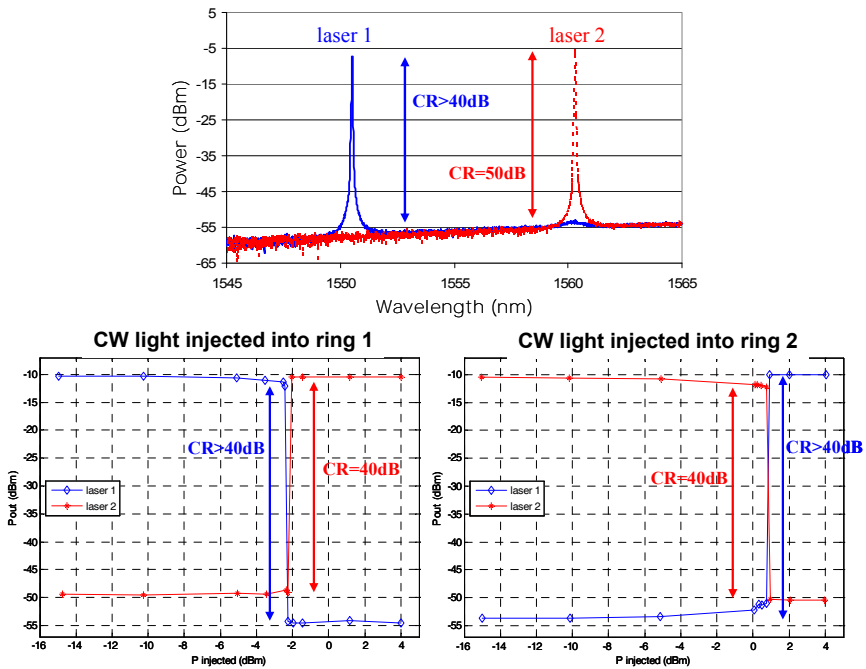 5
-5
-15
-25
-35
-45
-55
-65
Power (dBm)
laser 1
laser 2
CR>40dB
CR=50dB
1545 1550 1555 1560 1565
Wavelength (nm)
CW light injected into ring 1
-10
-15
-20
-25
-30
-35
-40
-45
-50
-55
Pout (dBm)
CR>40dB
CR=40dB
laser 1
laser 2
-16 -14 -12 -10 -8 -6 -4 -2 0 2 4
P injected (dBm)
CW light injected into ring 2
-10
-15
-20
-25
-30
-35
-40
-45
-50
-55
Pout (dBm)
CR>40dB
CR=40dB
laser 1
laser 2
-16 -14 -12 -10 -8 -6 -4 -2 0 2 4
P injected (dBm)